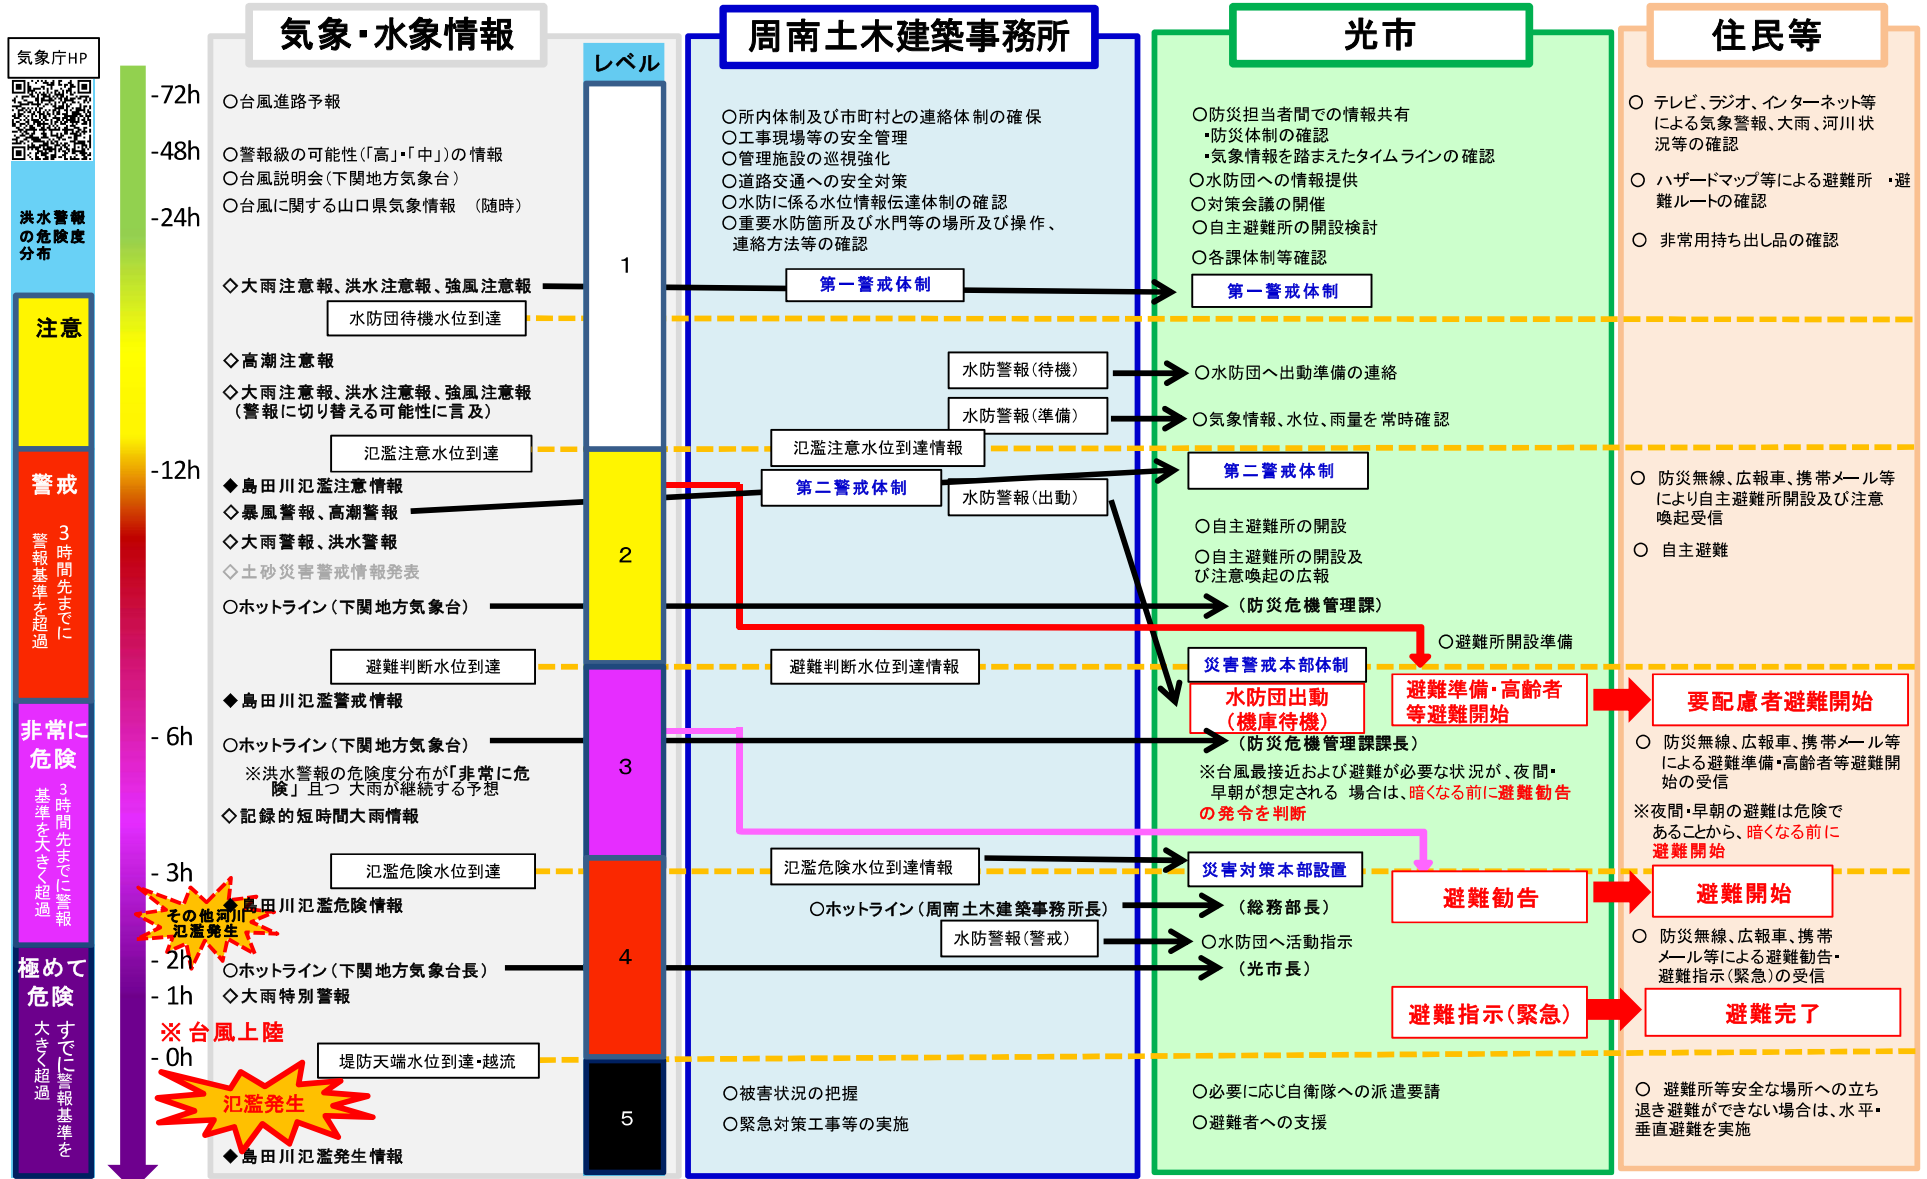 気象庁HP
洪水警報
の危険度
分布
注意
警戒
3時間先までに
警報基準を超過
非常に
危険
3時間先までに警報
基準を大きく超過
極めて
危険
すでに警報基準を
大きく超過
-72h
-48h
-24h
-12h
- 6h
- 3h
- 2h
- 1h
- 0h
その他河川
氾濫発生
※台風上陸
氾濫発生
気象・水象情報
レベル
1
2
3
4
5
○台風進路予報
○警報級の可能性(「高」・「中」)の情報
○台風説明会(下関地方気象台)
○台風に関する山口県気象情報 (随時)
◇大雨注意報、洪水注意報、強風注意報
水防団待機水位到達
◇高潮注意報
◇大雨注意報、洪水注意報、強風注意報
(警報に切り替える可能性に言及)
氾濫注意水位到達
◆島田川氾濫注意情報
◇暴風警報、高潮警報
◇大雨警報、洪水警報
◇土砂災害警戒情報発表
○ホットライン(下関地方気象台)
避難判断水位到達
◆島田川氾濫警戒情報
○ホットライン(下関地方気象台)
※洪水警報の危険度分布が「非常に危
険」且つ 大雨が継続する予想
◇記録的短時間大雨情報
氾濫危険水位到達
◆島田川氾濫危険情報
○ホットライン(下関地方気象台長)
◇大雨特別警報
堤防天端水位到達・越流
◆島田川氾濫発生情報
周南土木建築事務所
○所内体制及び市町村との連絡体制の確保
○工事現場等の安全管理
○管理施設の巡視強化
○道路交通への安全対策
○水防に係る水位情報伝達体制の確認
○重要水防箇所及び水門等の場所及び操作、
連絡方法等の確認
第一警戒体制
水防警報(待機)
水防警報(準備)
氾濫注意水位到達情報
第二警戒体制
水防警報(出動)
避難判断水位到達情報
氾濫危険水位到達情報
○ホットライン(周南土木建築事務所長)
水防警報(警戒)
○被害状況の把握
○緊急対策工事等の実施
光市
○防災担当者間での情報共有
・防災体制の確認
・気象情報を踏まえたタイムラインの確認
○水防団への情報提供
○対策会議の開催
○自主避難所の開設検討
○各課体制等確認
第一警戒体制
○水防団へ出動準備の連絡
○気象情報、水位、雨量を常時確認
第二警戒体制
○自主避難所の開設
○自主避難所の開設及
び注意喚起の広報
(防災危機管理課)
○避難所開設準備
災害警戒本部体制
水防団出動
(機庫待機)
避難準備・高齢者
等避難開始
(防災危機管理課課長)
※台風最接近および避難が必要な状況が、夜間・
早朝が想定される 場合は、暗くなる前に避難勧告
の発令を判断
災害対策本部設置
避難勧告
(総務部長)
○水防団へ活動指示
(光市長)
避難指示(緊急)
○必要に応じ自衛隊への派遣要請
○避難者への支援
住民等
○ テレビ、ラジオ、インターネット等
による気象警報、大雨、河川状
況等の確認
○ ハザードマップ等による避難所 ・避
難ルートの確認
○ 非常用持ち出し品の確認
○ 防災無線、広報車、携帯メール等
により自主避難所開設及び注意
喚起受信
○ 自主避難
要配慮者避難開始
○ 防災無線、広報車、携帯メール等
による避難準備・高齢者等避難開
始の受信
※夜間・早朝の避難は危険で
あることから、暗くなる前に
避難開始
避難開始
○ 防災無線、広報車、携帯
メール等による避難勧告・
避難指示(緊急)の受信
避難完了
○ 避難所等安全な場所への立ち
退き避難ができない場合は、水平・
垂直避難を実施